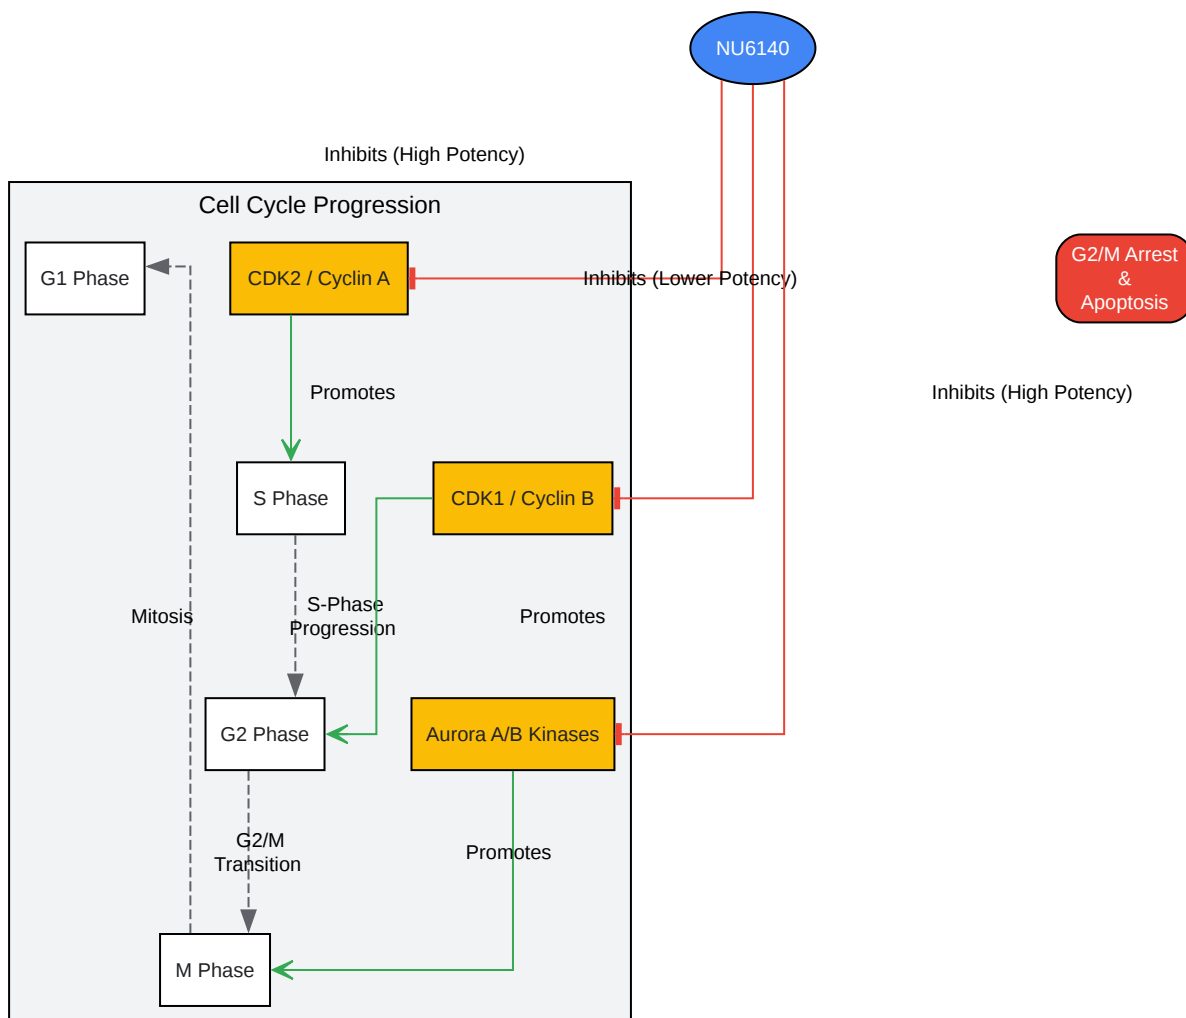 NU6140
Inhibits (High Potency)
Cell Cycle Progression
G1 Phase
CDK2 / Cyclin A
Inhibits (Lower Potency)
G2/M Arrest
&
Apoptosis
Promotes
Inhibits (High Potency)
S Phase
CDK1 / Cyclin B
Mitosis
S-Phase
Progression
Promotes
G2 Phase
Aurora A/B Kinases
G2/M
Transition
Promotes
M Phase